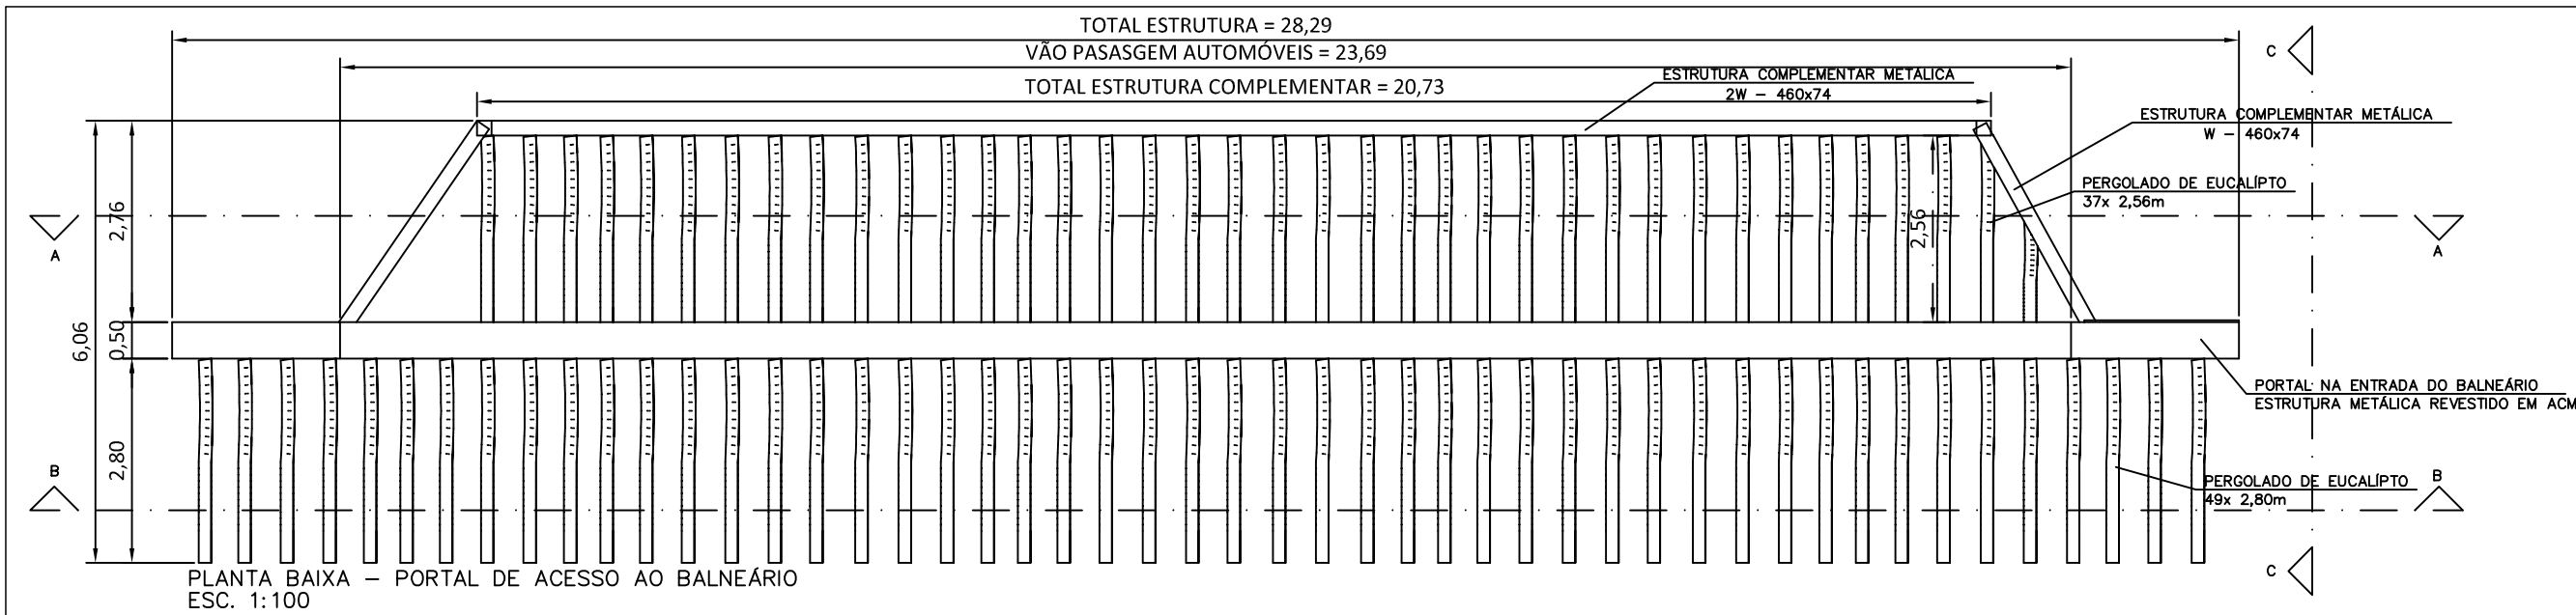 TOTAL ESTRUTURA = 28,29
C
VÃO PASASGEM AUTOMÓVEIS = 23,69
TOTAL ESTRUTURA COMPLEMENTAR = 20,73
ESTRUTURA COMPLEMENTAR METÁLICA
2W - 460x74
ESTRUTURA COMPLEMENTAR METÁLICA
W - 460x74
PERGOLADO DE EUCALÍPTO
37x 2,56m
2,76
2,56
A
A
6,06
0,50
2,80
PORTAL NA ENTRADA DO BALNEÁRIO
ESTRUTURA METÁLICA REVESTIDO EM ACM
B
B
PERGOLADO DE EUCALÍPTO
49x 2,80m
C
PLANTA BAIXA - PORTAL DE ACESSO AO BALNEÁRIO
ESC. 1:100